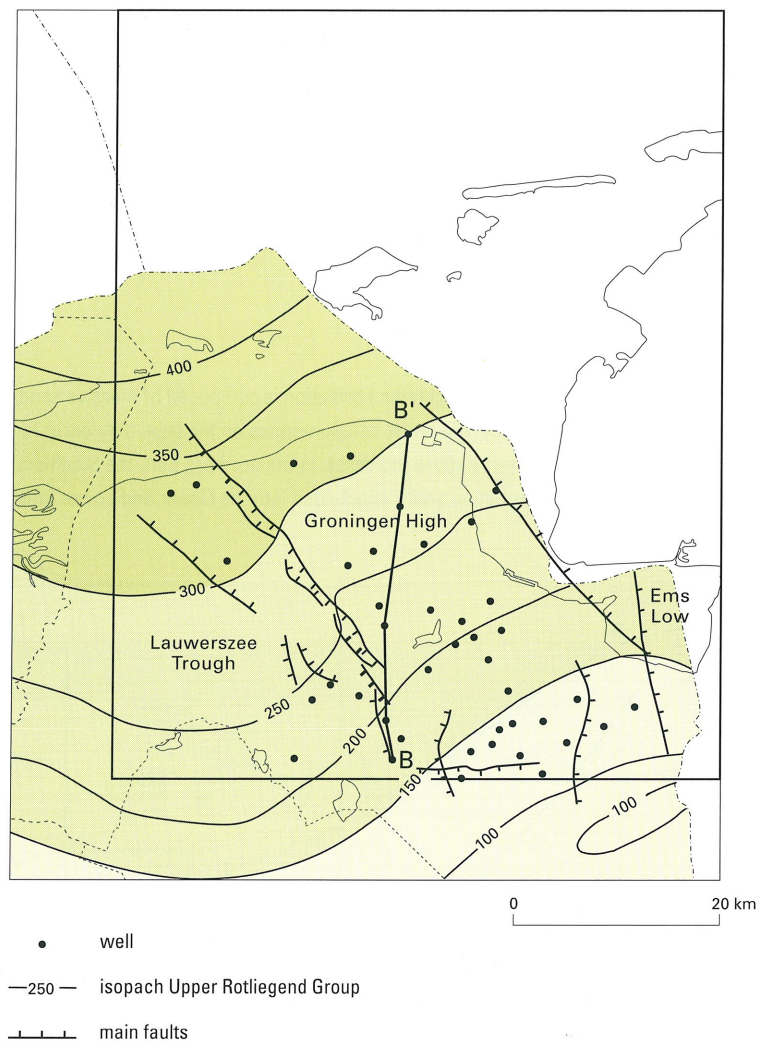 400
B'
350
Groningen High
300
Ems
Low
Lauwerszee
Trough
250
200
B
150
100
100
0 20 km
well
250 isopach Upper Rotliegend Group
main faults